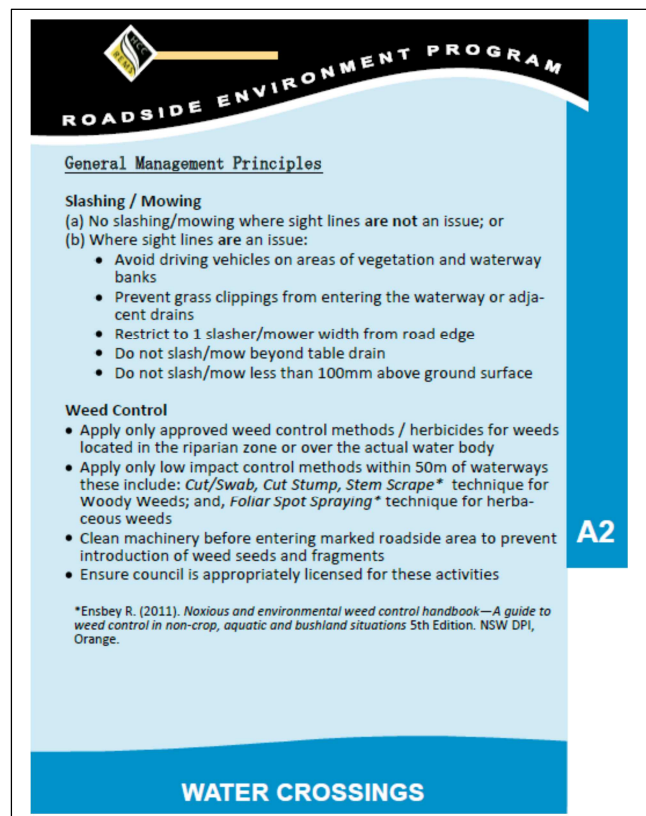 HCC
REMS
ROADSIDE ENVIRONMENT PROGRAM
General Management Principles
Slashing / Mowing
(a) No slashing/mowing where sight lines are not an issue; or
(b) Where sight lines are an issue:
• Avoid driving vehicles on areas of vegetation and waterway
banks
• Prevent grass clippings from entering the waterway or adja-
cent drains
• Restrict to 1 slasher/mower width from road edge
• Do not slash/mow beyond table drain
• Do not slash/mow less than 100mm above ground surface
Weed Control
• Apply only approved weed control methods / herbicides for weeds
located in the riparian zone or over the actual water body
• Apply only low impact control methods within 50m of waterways
these include: Cut/Swab, Cut Stump, Stem Scrape* technique for
Woody Weeds; and, Foliar Spot Spraying* technique for herba-
ceous weeds
• Clean machinery before entering marked roadside area to prevent
introduction of weed seeds and fragments
• Ensure council is appropriately licensed for these activities
A2
*Ensbey R. (2011). Noxious and environmental weed control handbook—A guide to
weed control in non-crop, aquatic and bushland situations 5th Edition. NSW DPI,
Orange.
WATER CROSSINGS